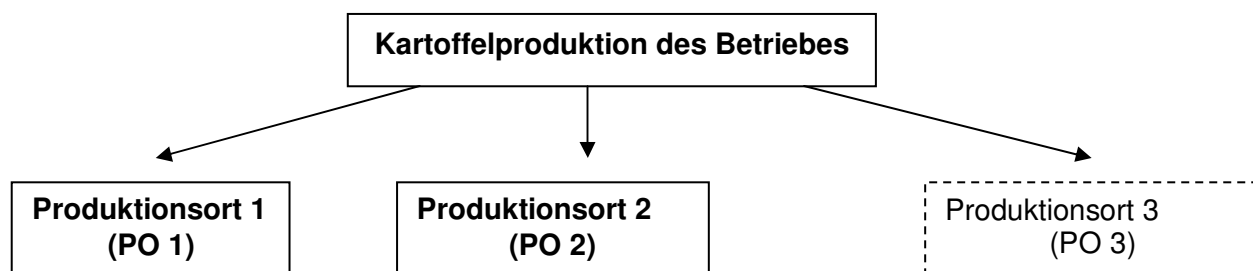 Kartoffelproduktion des Betriebes
Produktionsort 1
(PO 1)
Produktionsort 2
(PO 2)
Produktionsort 3
(PO 3)